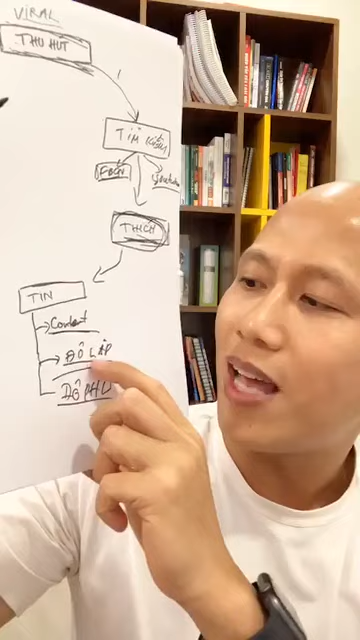 VIRAL
THU HÚT
TÌM KIẾM
THÍCH
TIN
Content
ĐỘ LẶP
ĐỘ PHỦ